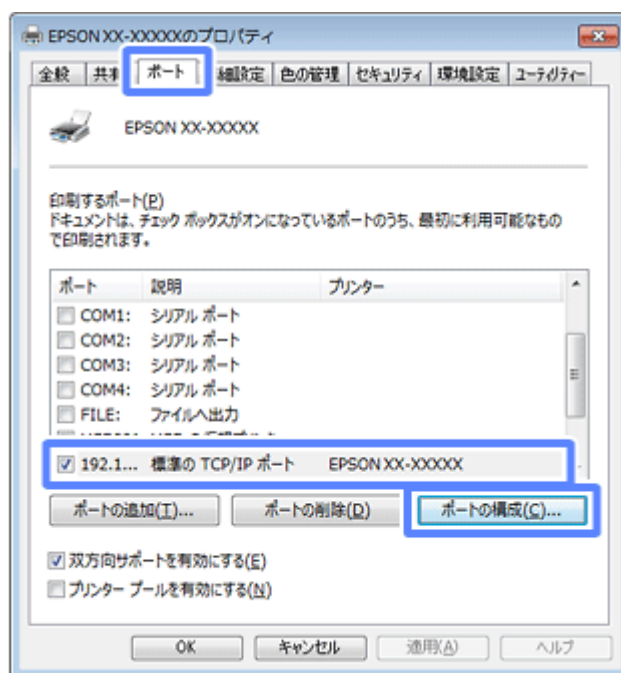 EPSON XX-XXXXXのプロパティ
全般 共有 ポート 詳細設定 色の管理 セキュリティ 環境設定 ユーティリティー
EPSON XX-XXXXX
印刷するポート(P)
ドキュメントは、チェック ボックスがオンになっているポートのうち、最初に利用可能なもの
で印刷されます。
ポート 説明 プリンター
COM1: シリアル ポート
COM2: シリアル ポート
COM3: シリアル ポート
COM4: シリアル ポート
FILE: ファイルへ出力
192.1... 標準の TCP/IP ポート EPSON XX-XXXXX
ポートの追加(T)... ポートの削除(D) ポートの構成(C)...
双方向サポートを有効にする(E)
プリンター プールを有効にする(N)
OK キャンセル 適用(A) ヘルプ